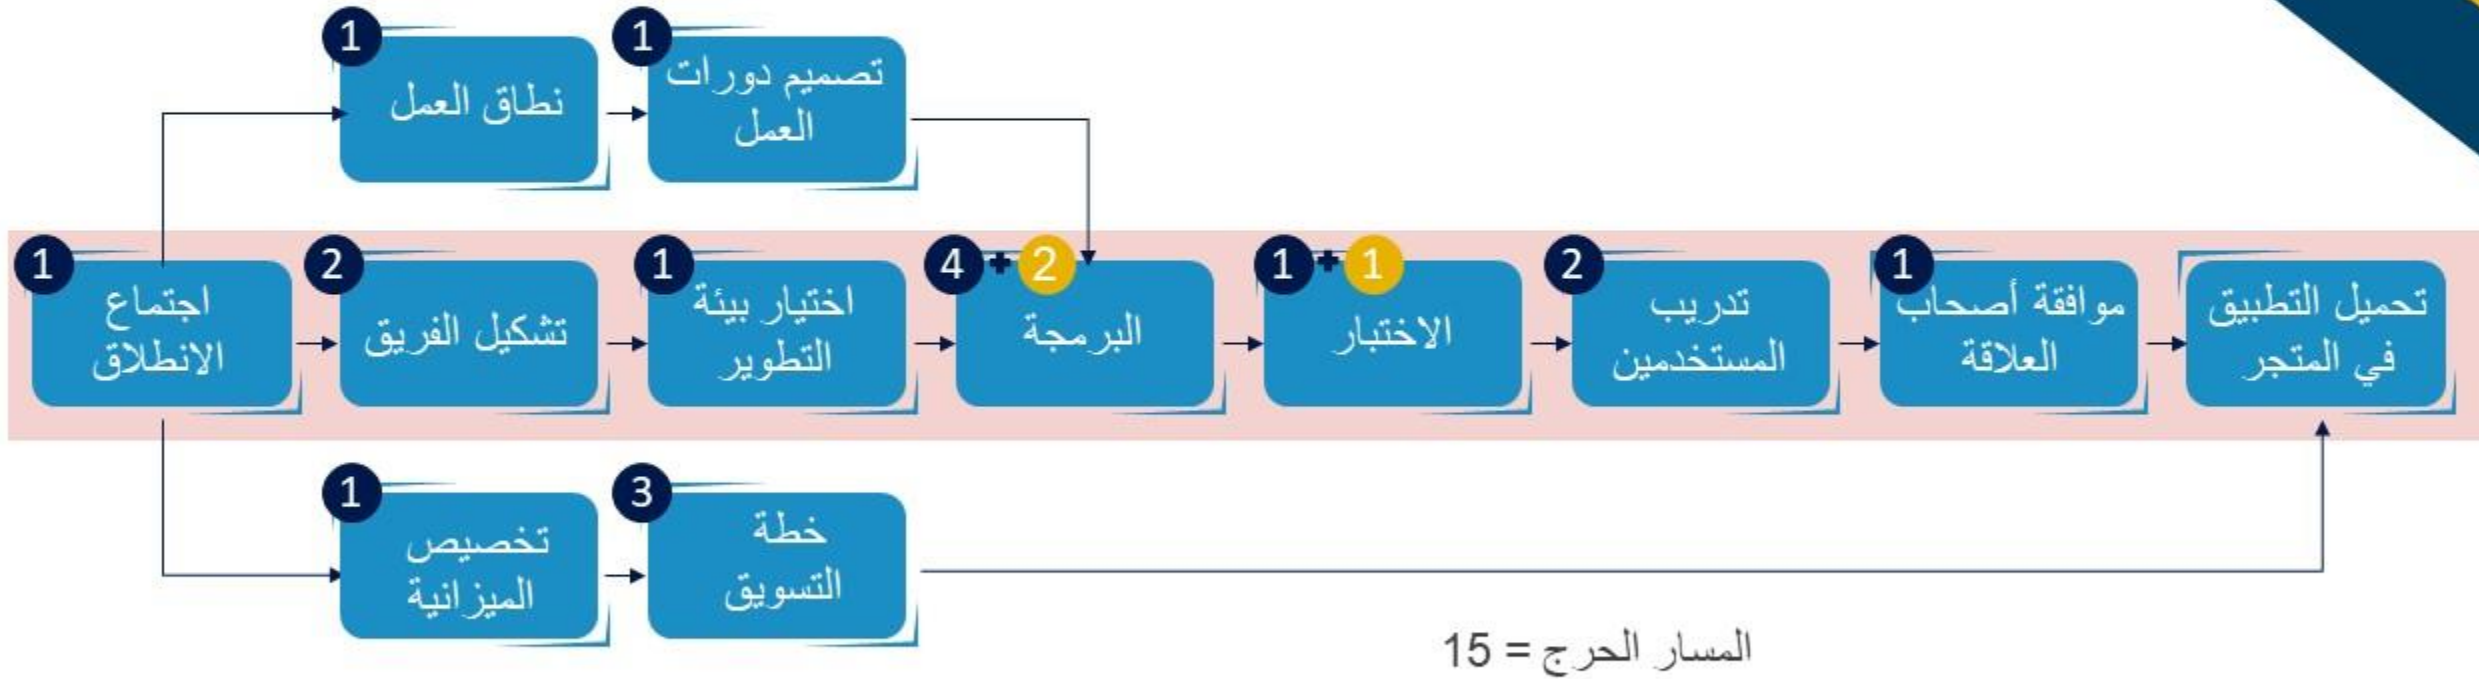 1
نطاق العمل
1
تصميم دورات
العمل
1
اجتماع
الانطلاق
2
تشكيل الفريق
1
اختيار بيئة
التطوير
4 + 2
البرمجة
1 + 1
الاختبار
2
تدريب
المستخدمين
1
موافقة أصحاب
العلاقة
تحميل التطبيق
في المتجر
1
تخصيص
الميزانية
3
خطة
التسويق
المسار الحرج = 15